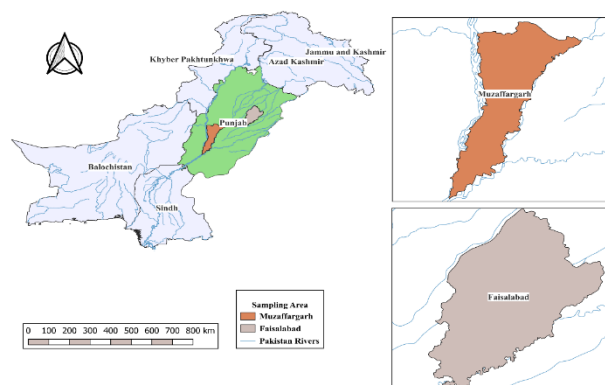 Jammu and Kashmir
Khyber Pakhtunkhwa
Azad Kashmir
Punjab
Balochistan
Sindh
Muzaffargarh
Faisalabad
Sampling Area
Muzaffargarh
Faisalabad
Pakistan Rivers
0 100 200 300 400 500 600 700 800 km